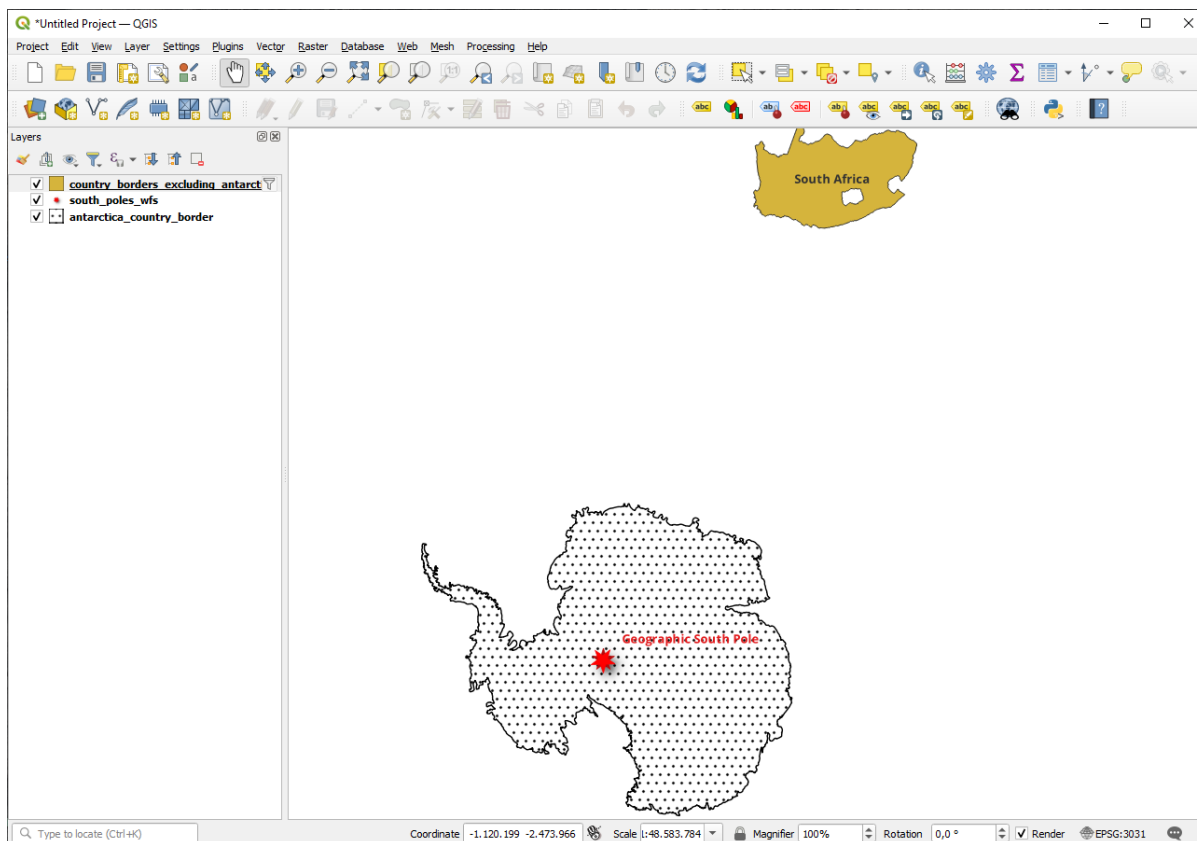 *Untitled Project — QGIS
Project Edit View Layer Settings Plugins Vector Raster Database Web Mesh Processing Help
Layers
country_borders_excluding_antarct
south_poles_wfs
antarctica_country_border
South Africa
Geographic South Pole
Type to locate (Ctrl+K)
Coordinate -1.120.199 -2.473.966 Scale 1:48.583.784 Magnifier 100% Rotation 0,0 ° Render EPSG:3031